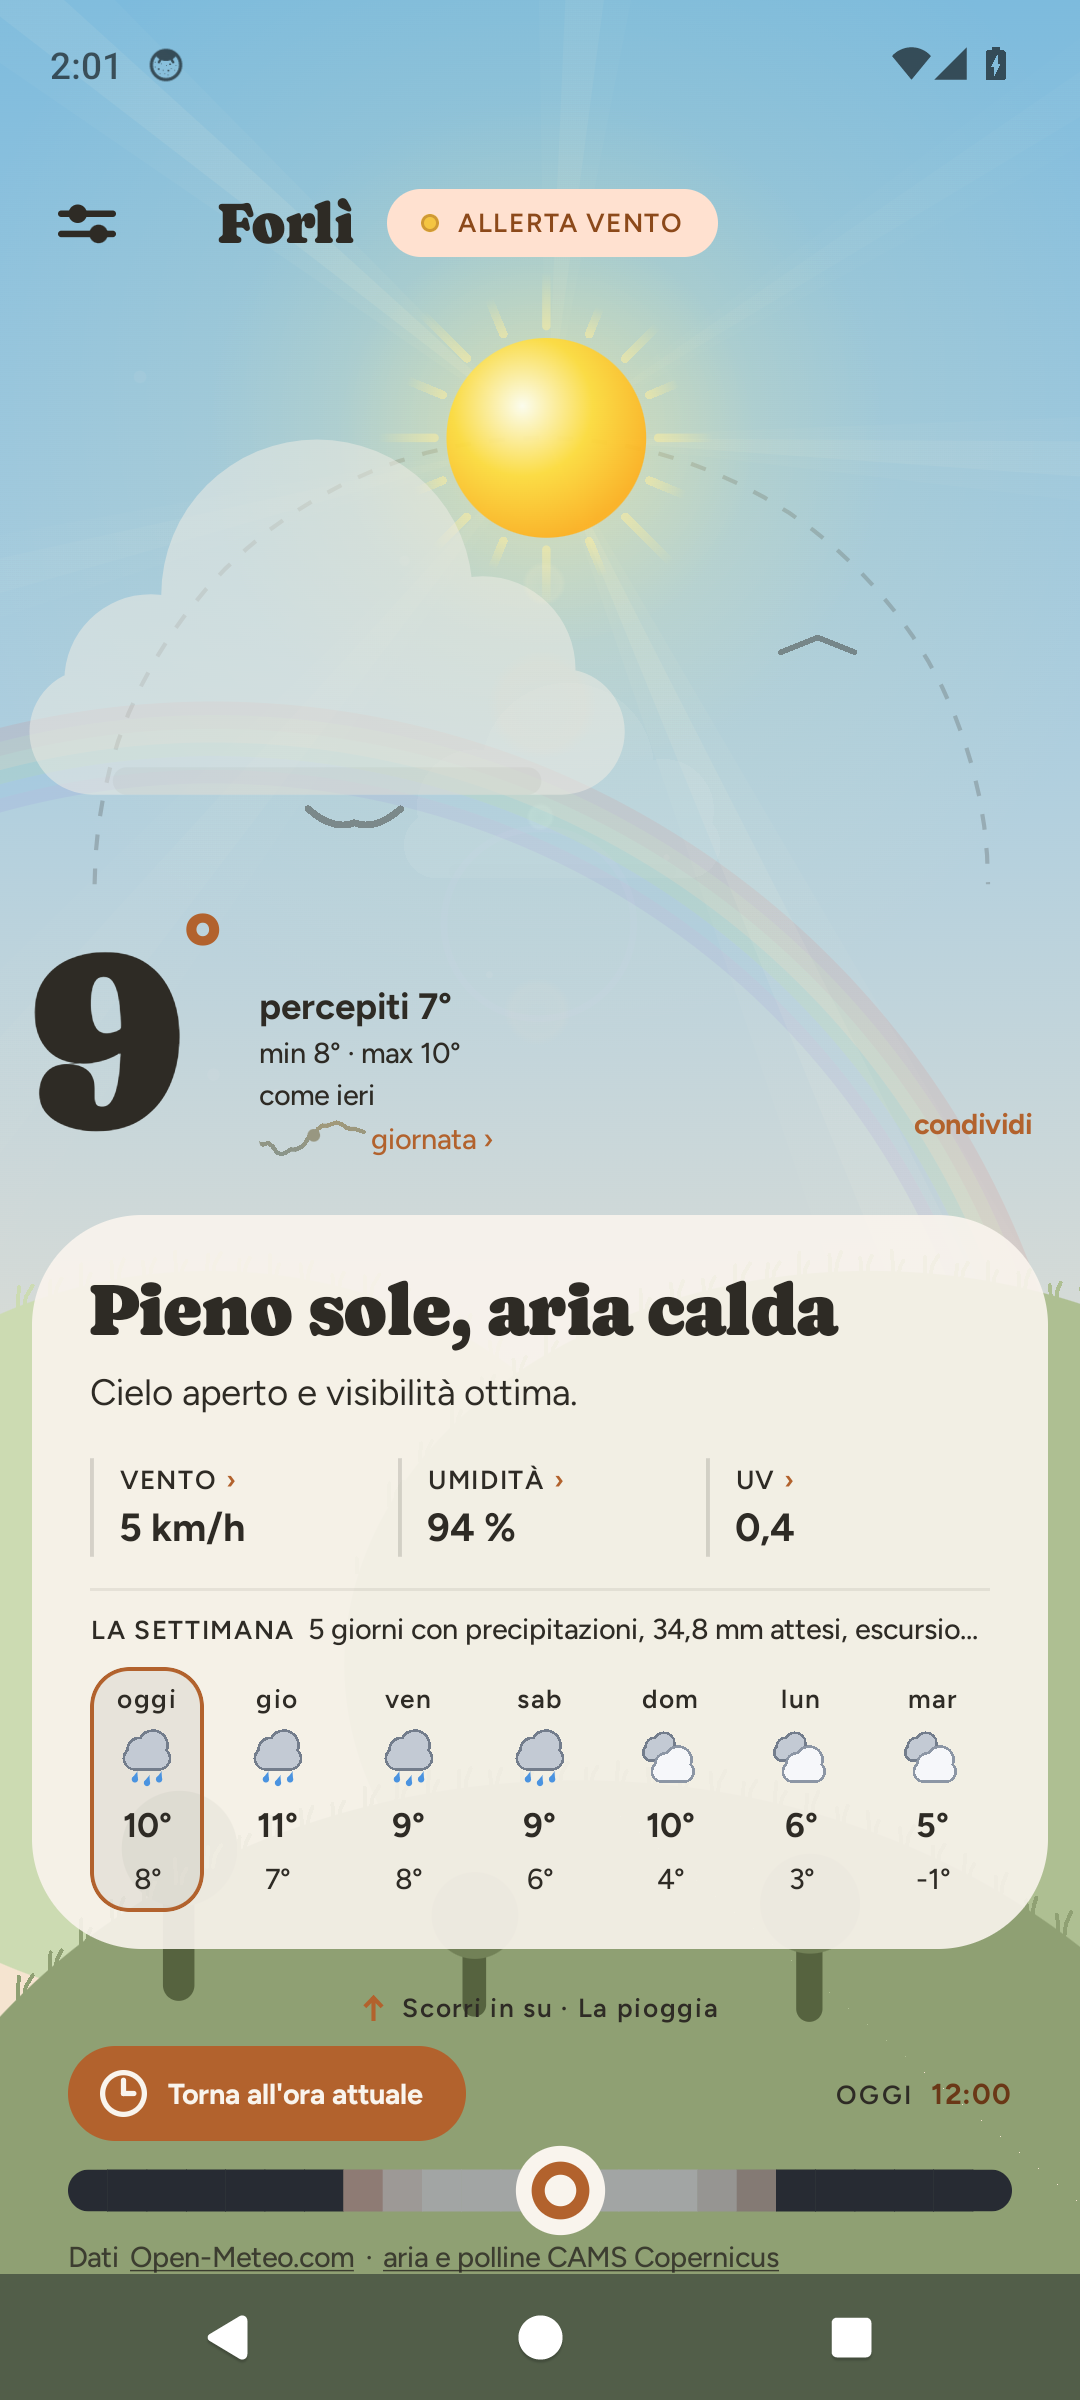 2:01
Forlì
ALLERTA VENTO
9°
percepiti 7°
min 8° · max 10°
come ieri
giornata ›
condividi
Pieno sole, aria calda
Cielo aperto e visibilità ottima.
VENTO › UMIDITÀ › UV ›
5 km/h 94 % 0,4
LA SETTIMANA 5 giorni con precipitazioni, 34,8 mm attesi, escursio...
oggi gio ven sab dom lun mar
10° 11° 9° 9° 10° 6° 5°
8° 7° 8° 6° 4° 3° -1°
↑ Scorri in su · La pioggia
Torna all'ora attuale
OGGI 12:00
Dati Open-Meteo.com · aria e polline CAMS Copernicus